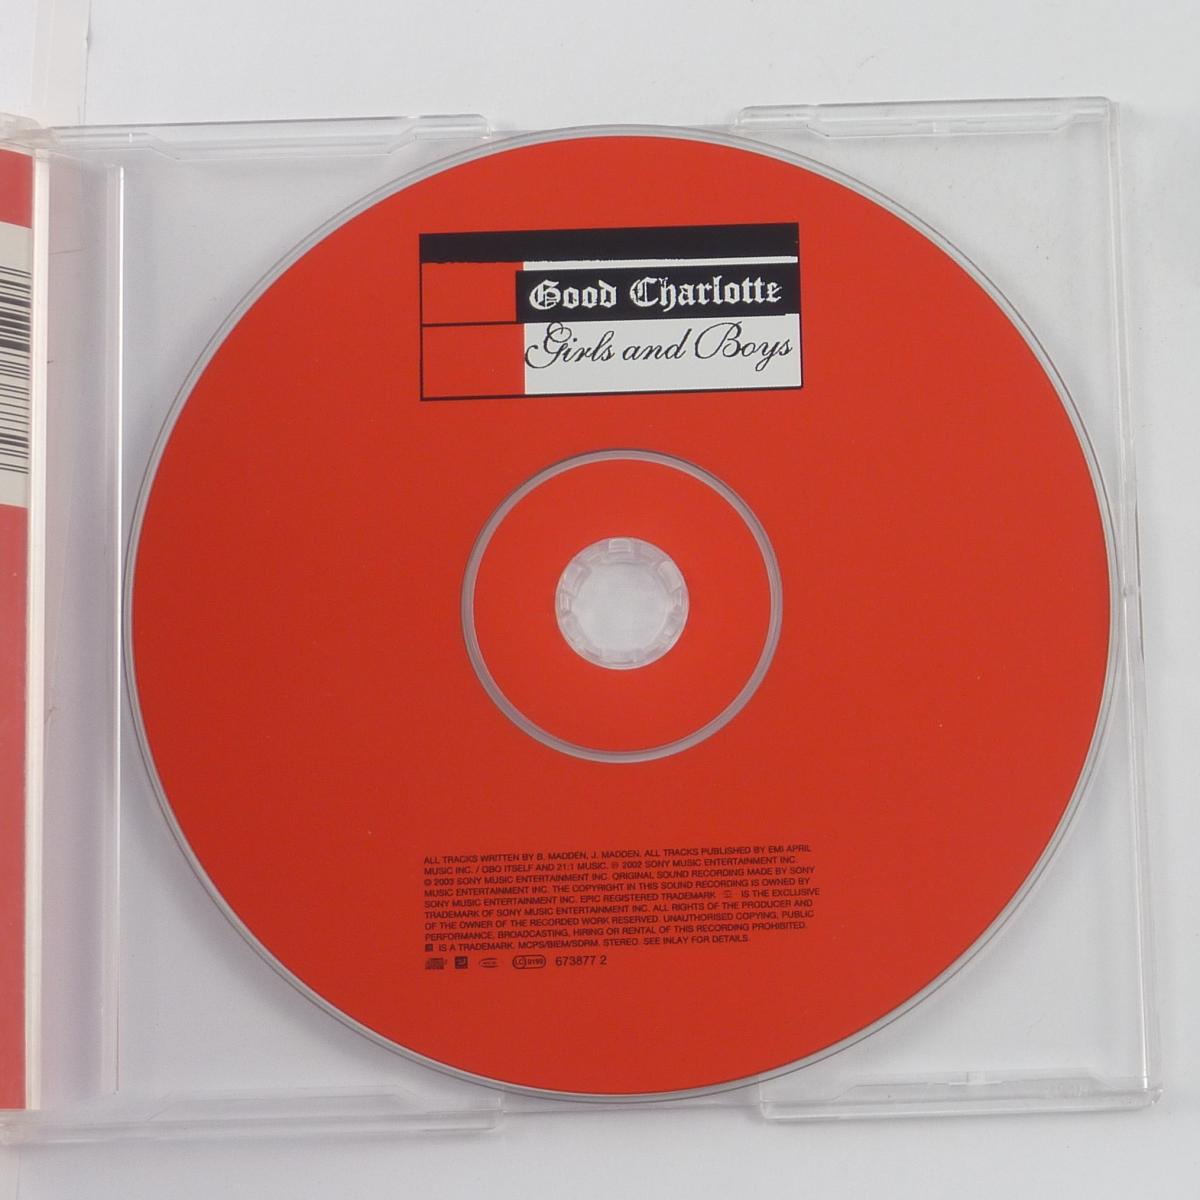 Good Charlotte
Girls and Boys
ALL TRACKS WRITTEN BY B. MADDEN, J. MADDEN. ALL TRACKS PUBLISHED BY EMI APRIL
MUSIC INC. / OBO ITSELF AND 21:1 MUSIC. ℗ 2002 SONY MUSIC ENTERTAINMENT INC.
© 2003 SONY MUSIC ENTERTAINMENT INC. ORIGINAL SOUND RECORDING MADE BY SONY
MUSIC ENTERTAINMENT INC. THE COPYRIGHT IN THIS SOUND RECORDING IS OWNED BY
SONY MUSIC ENTERTAINMENT INC. EPIC REGISTERED TRADEMARK IS THE EXCLUSIVE
TRADEMARK OF SONY MUSIC ENTERTAINMENT INC. ALL RIGHTS OF THE PRODUCER AND
OF THE OWNER OF THE RECORDED WORK RESERVED. UNAUTHORISED COPYING, PUBLIC
PERFORMANCE, BROADCASTING, HIRING OR RENTAL OF THIS RECORDING PROHIBITED.
IS A TRADEMARK. MCPS/BIEM/SDRM. STEREO. SEE INLAY FOR DETAILS.
LC 0199 673877 2